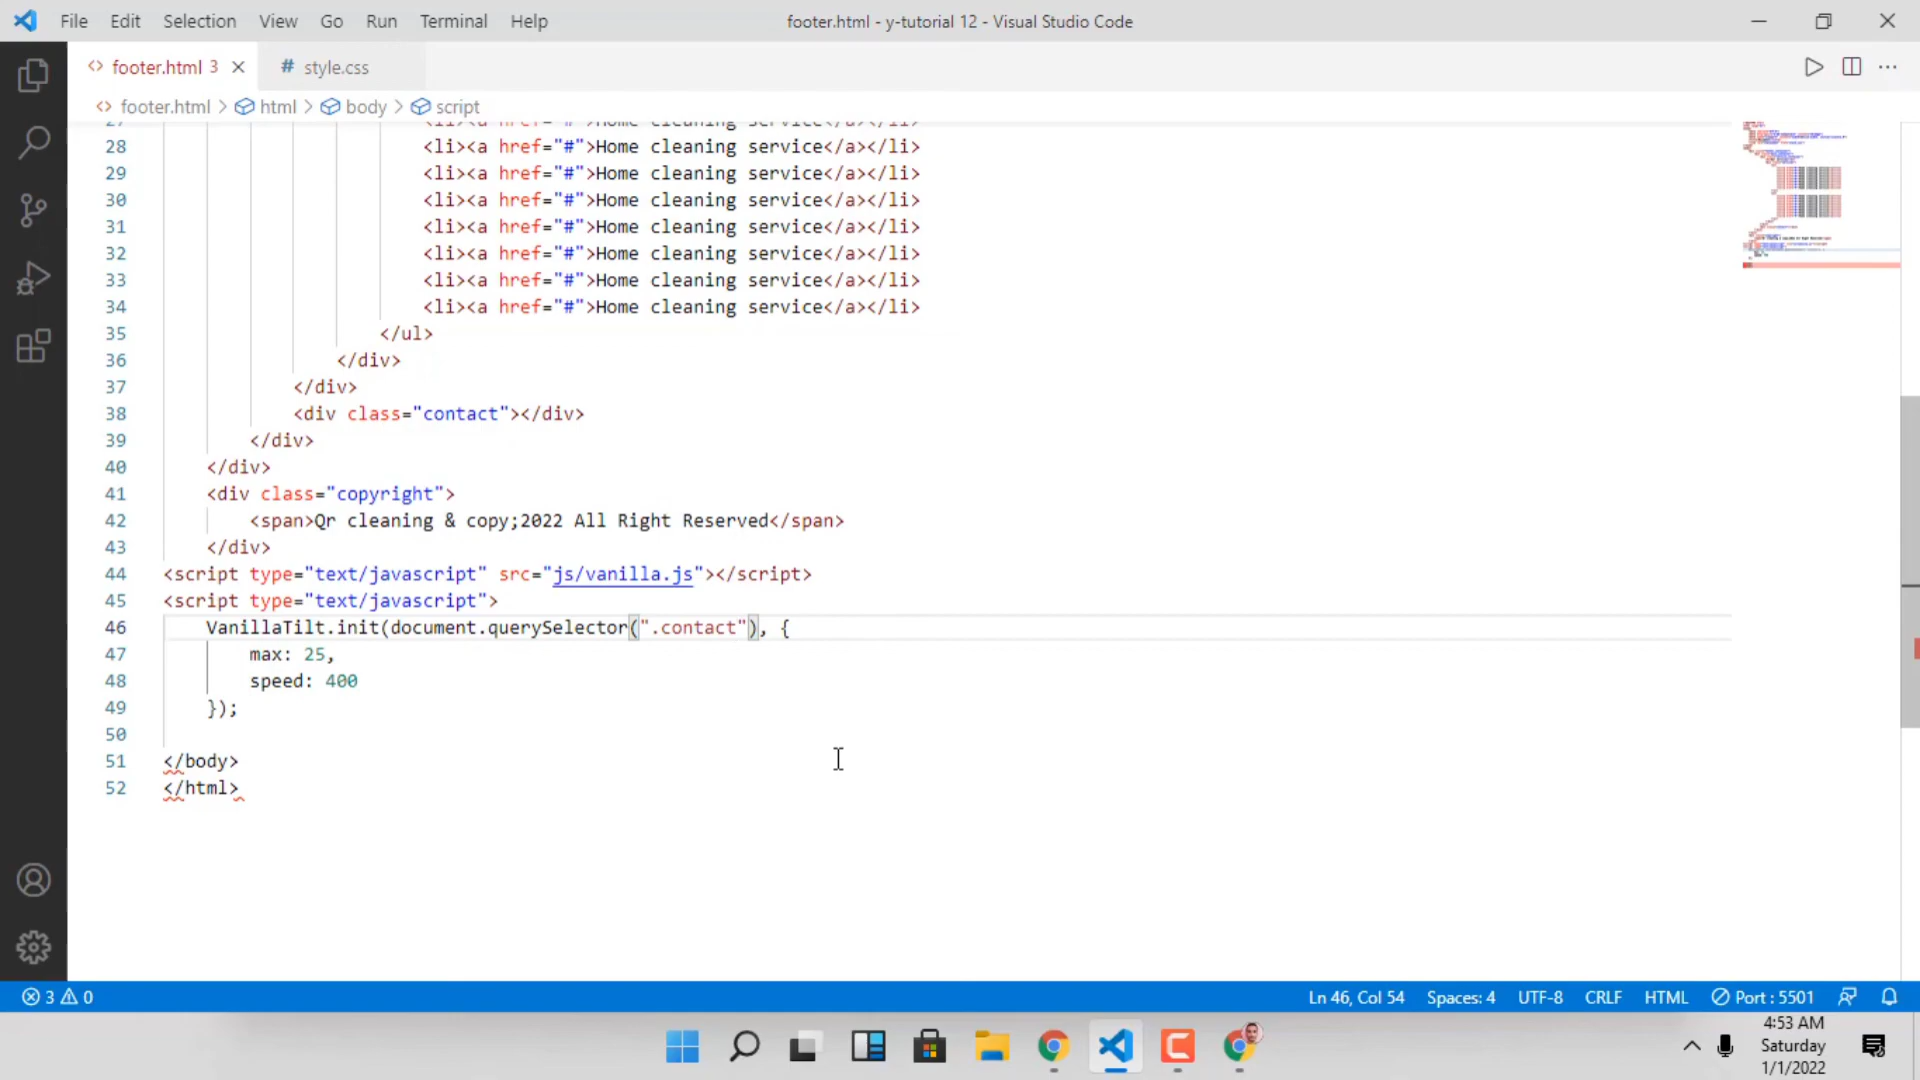 File Edit Selection View Go Run Terminal Help
footer.html - y-tutorial 12 - Visual Studio Code
footer.html 3
# style.css
footer.html > html > body > script
27 <li><a href="#">Home cleaning service</a></li>
28 <li><a href="#">Home cleaning service</a></li>
29 <li><a href="#">Home cleaning service</a></li>
30 <li><a href="#">Home cleaning service</a></li>
31 <li><a href="#">Home cleaning service</a></li>
32 <li><a href="#">Home cleaning service</a></li>
33 <li><a href="#">Home cleaning service</a></li>
34 <li><a href="#">Home cleaning service</a></li>
35 </ul>
36 </div>
37 </div>
38 <div class="contact"></div>
39 </div>
40 </div>
41 <div class="copyright">
42 <span>Qr cleaning & copy;2022 All Right Reserved</span>
43 </div>
44 <script type="text/javascript" src="js/vanilla.js"></script>
45 <script type="text/javascript">
46 VanillaTilt.init(document.querySelector(".contact"), {
47 max: 25,
48 speed: 400
49 });
50
51 </body>
52 </html>
3 0
Ln 46, Col 54 Spaces: 4 UTF-8 CRLF HTML Port : 5501
4:53 AM
Saturday
1/1/2022